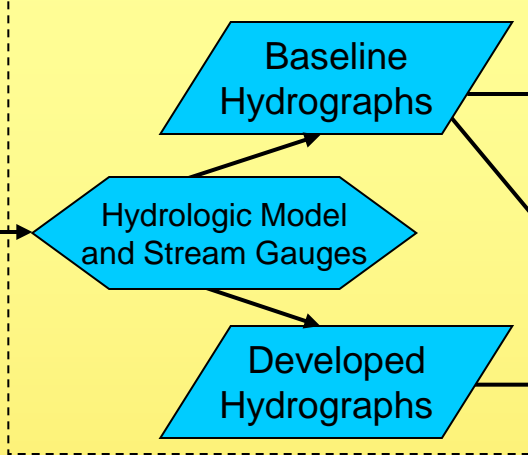 Baseline
Hydrographs
Hydrologic Model
and Stream Gauges
Developed
Hydrographs